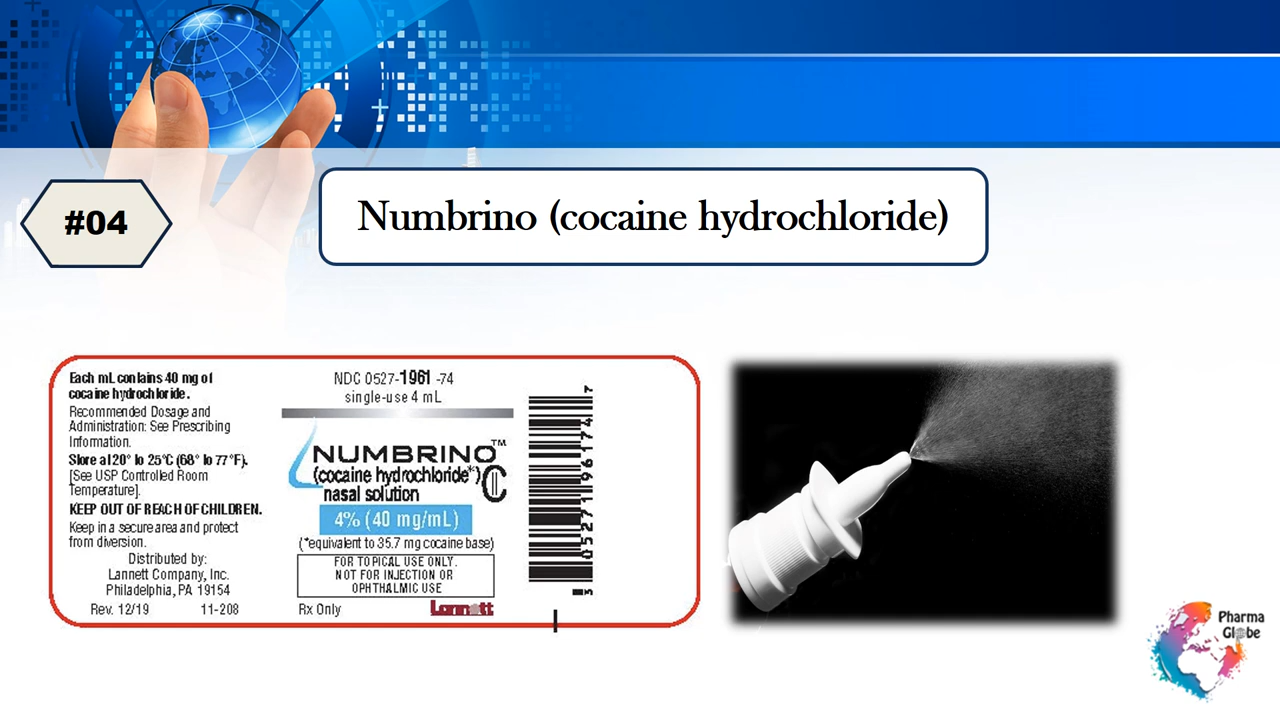 #04
Numbrino (cocaine hydrochloride)
Each mL contains 40 mg of
cocaine hydrochloride.
Recommended Dosage and
Administration: See Prescribing
Information.
Store at 20° to 25°C (68° to 77°F).
[See USP Controlled Room
Temperature].
KEEP OUT OF REACH OF CHILDREN.
Keep in a secure area and protect
from diversion.
Distributed by:
Lannett Company, Inc.
Philadelphia, PA 19154
Rev. 12/19 11-208
NDC 0527-1961 -74
single-use 4 mL
NUMBRINO™
(cocaine hydrochloride*) CII
nasal solution
4% (40 mg/mL)
(*equivalent to 35.7 mg cocaine base)
FOR TOPICAL USE ONLY.
NOT FOR INJECTION OR
OPHTHALMIC USE
Rx Only Lannett
3 05271 96174 7
Pharma
Globe